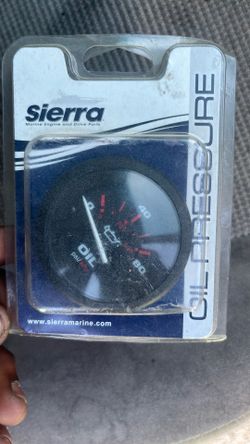 Sierra
Marine Engine and Drive Parts
OIL PRESSURE
0
40
80
OIL
www.sierramarine.com